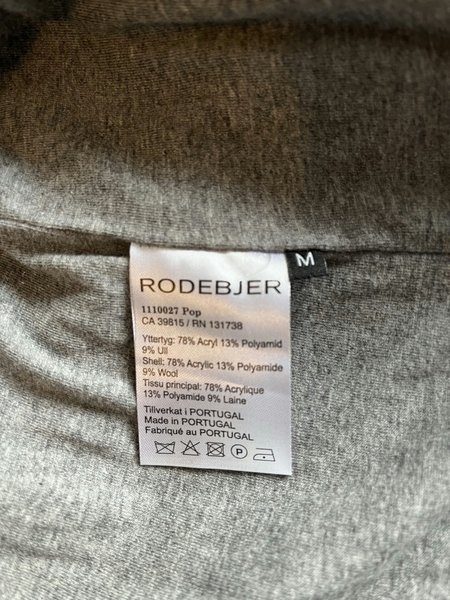 M
RODEBJER
1110027 Pop
CA 39815 / RN 131738
Yttertyg: 78% Acryl 13% Polyamid
9% Ull
Shell: 78% Acrylic 13% Polyamide
9% Wool
Tissu principal: 78% Acrylique
13% Polyamide 9% Laine
Tillverkat i PORTUGAL
Made in PORTUGAL
Fabriqué au PORTUGAL
P